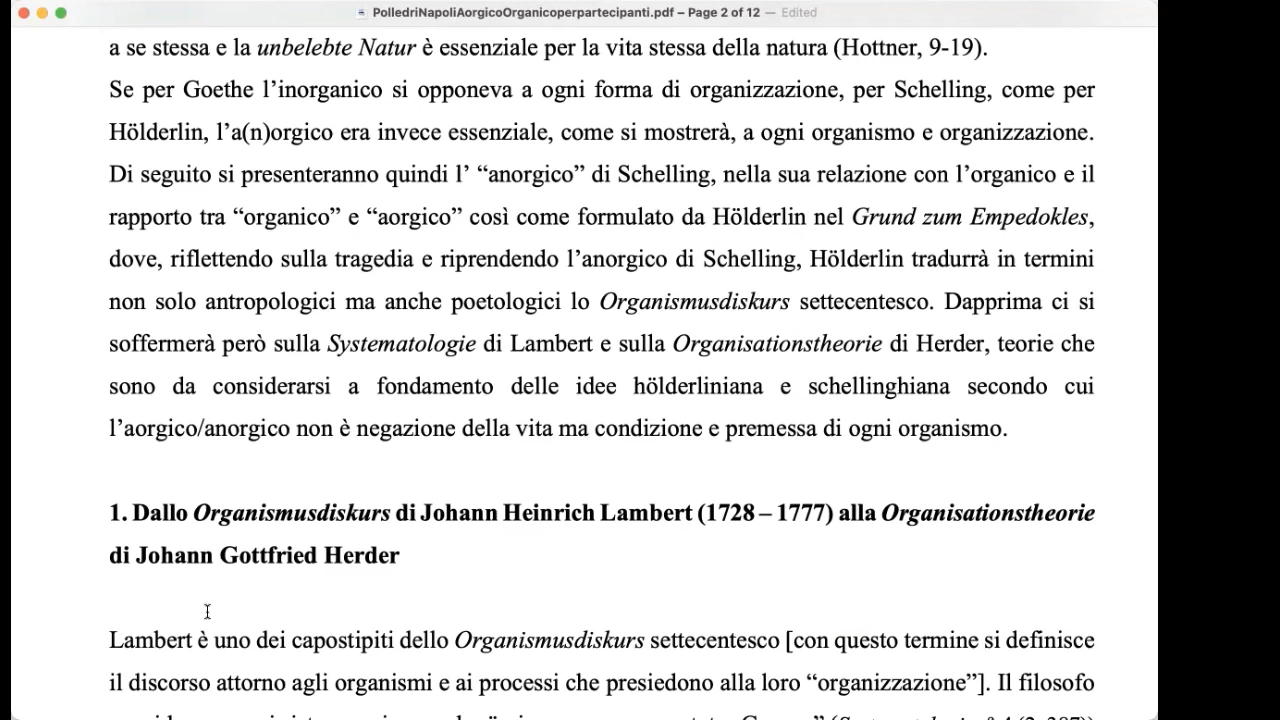 PolledriNapoliAorgicoOrganicoperpartecipanti.pdf – Page 2 of 12 — Edited
a se stessa e la unbelebte Natur è essenziale per la vita stessa della natura (Hottner, 9-19).
Se per Goethe l’inorganico si opponeva a ogni forma di organizzazione, per Schelling, come per
Hölderlin, l’a(n)orgico era invece essenziale, come si mostrerà, a ogni organismo e organizzazione.
Di seguito si presenteranno quindi l’ “anorgico” di Schelling, nella sua relazione con l’organico e il
rapporto tra “organico” e “aorgico” così come formulato da Hölderlin nel Grund zum Empedokles,
dove, riflettendo sulla tragedia e riprendendo l’anorgico di Schelling, Hölderlin tradurrà in termini
non solo antropologici ma anche poetologici lo Organismusdiskurs settecentesco. Dapprima ci si
soffermerà però sulla Systematologie di Lambert e sulla Organisationstheorie di Herder, teorie che
sono da considerarsi a fondamento delle idee hölderliniana e schellinghiana secondo cui
l’aorgico/anorgico non è negazione della vita ma condizione e premessa di ogni organismo.
1. Dallo Organismusdiskurs di Johann Heinrich Lambert (1728 – 1777) alla Organisationstheorie
di Johann Gottfried Herder
Lambert è uno dei capostipiti dello Organismusdiskurs settecentesco [con questo termine si definisce
il discorso attorno agli organismi e ai processi che presiedono alla loro “organizzazione”]. Il filosofo